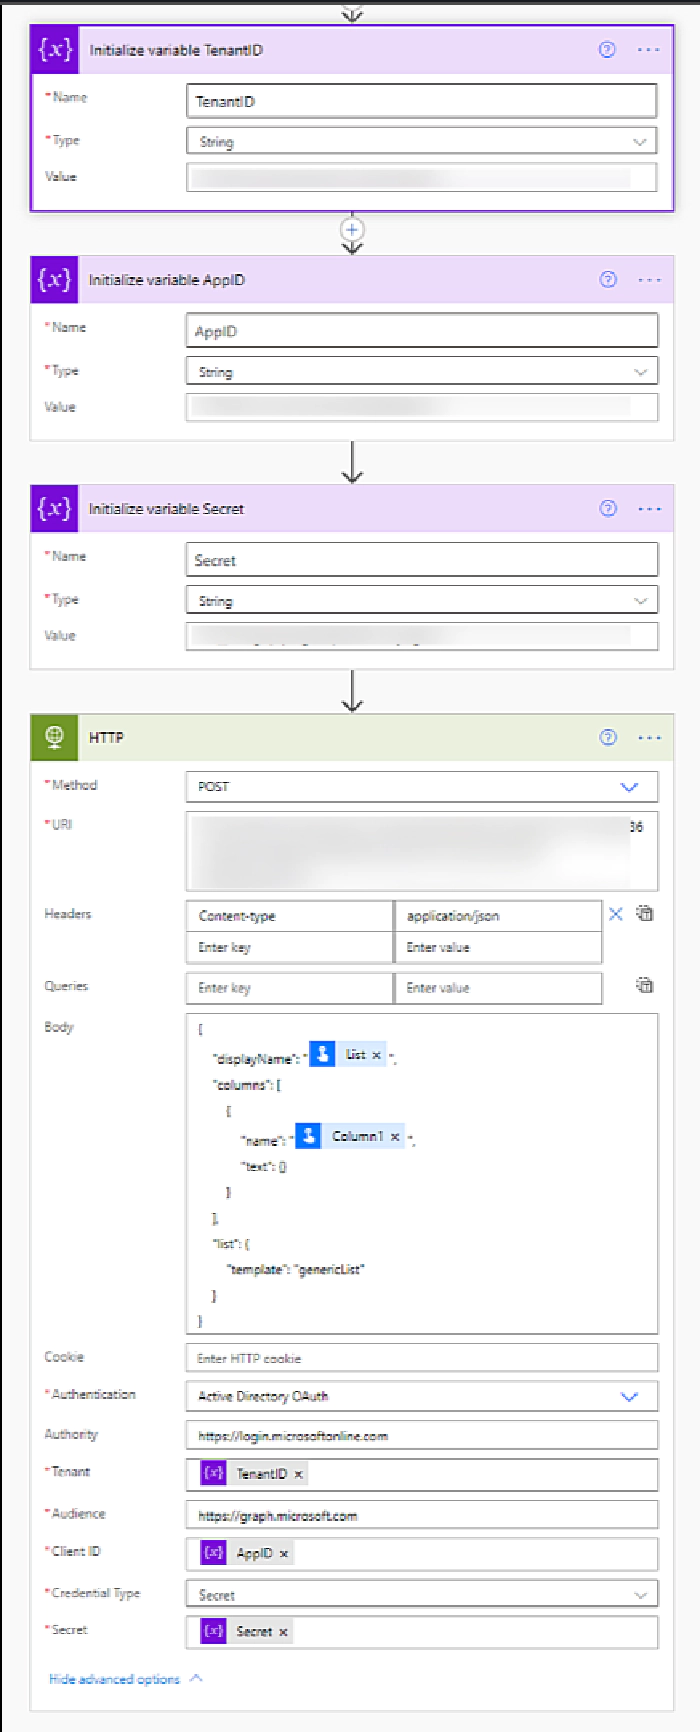 {x} Initialize variable TenantID
* Name TenantID
* Type String
Value
{x} Initialize variable AppID
* Name AppID
* Type String
Value
{x} Initialize variable Secret
* Name Secret
* Type String
Value
HTTP
* Method POST
* URI 36
Headers Content-type application/json
Enter key Enter value
Queries Enter key Enter value
Body {
"displayName": " List × ",
"columns": [
{
"name": " Column1 × ",
"text": {}
}
],
"list": {
"template": "genericList"
}
}
Cookie Enter HTTP cookie
* Authentication Active Directory OAuth
Authority https://login.microsoftonline.com
* Tenant {x} TenantID ×
* Audience https://graph.microsoft.com
* Client ID {x} AppID ×
* Credential Type Secret
* Secret {x} Secret ×
Hide advanced options